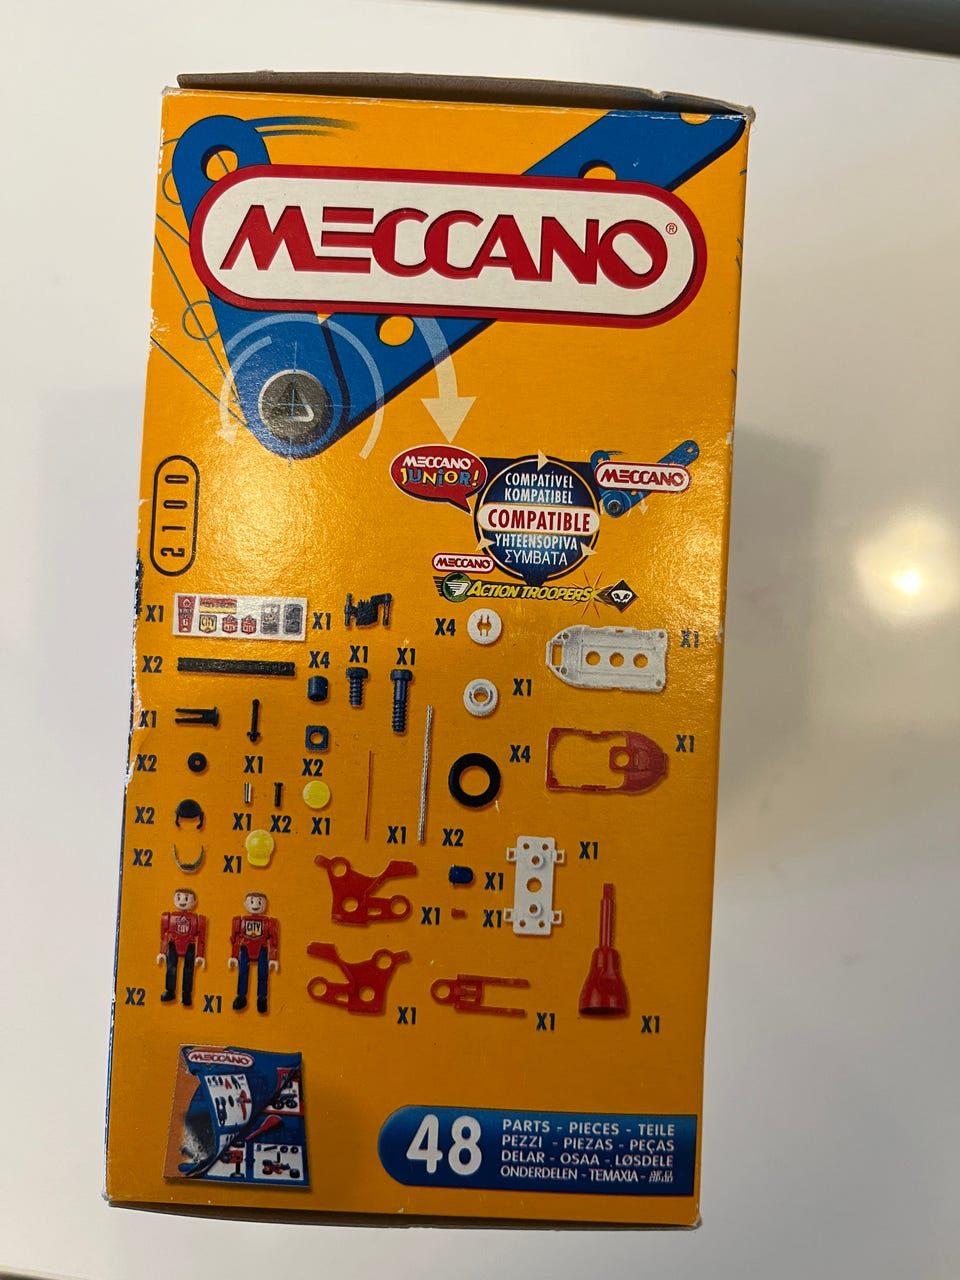 MECCANO®
2100
MECCANO
JUNIOR!
COMPATÍVEL
KOMPATIBEL
COMPATIBLE
YHTEENSOPIVA
ΣΥΜΒΑΤΑ
MECCANO
MECCANO
ACTION TROOPERS
X1
X1
X4
X1
X2
X4
X1
X1
X1
X1
X2
X1
X2
X4
X1
X2
X1
X2
X1
X1
X2
X2
X1
X1
X1
CITY
CITY
X1
X1
X2
X1
X1
X1
X1
MECCANO
48
PARTS - PIECES - TEILE
PEZZI - PIEZAS - PEÇAS
DELAR - OSAA - LØSDELE
ONDERDELEN - TEMAXIA - 部品